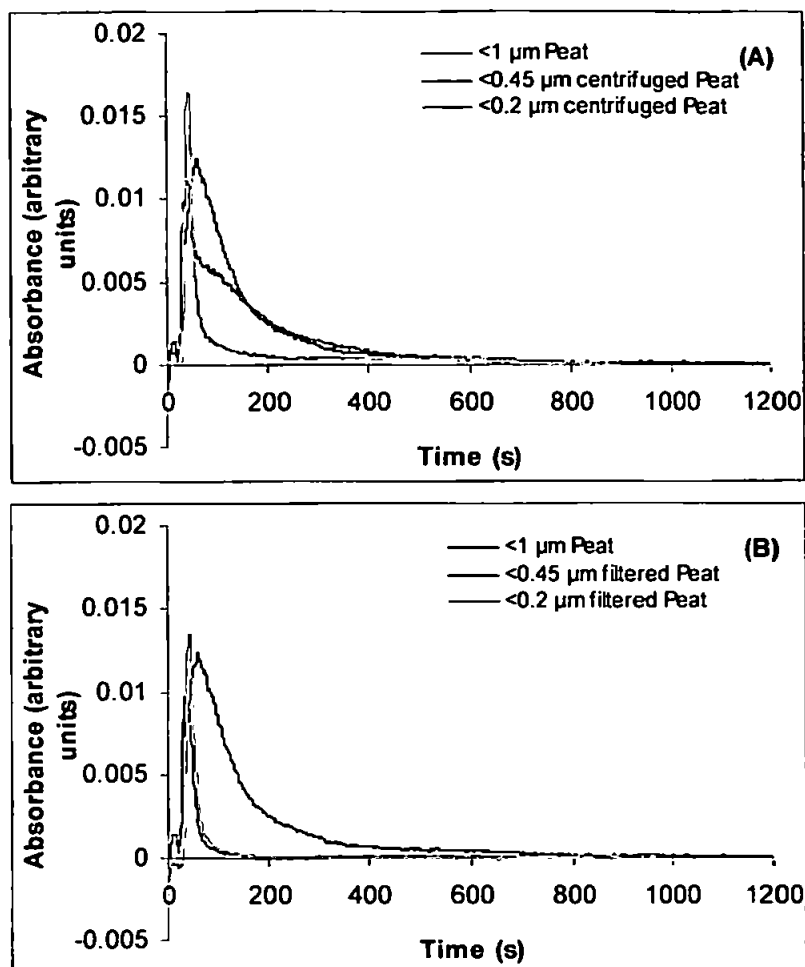 0.02
<1 µm Peat
(A)
<0.45 µm centrifuged Peat
<0.2 µm centrifuged Peat
0.015
0.01
0.005
0
-0.005
0 200 400 600 800 1000 1200
Absorbance (arbitrary
units)
Time (s)
0.02
<1 µm Peat
(B)
<0.45 µm filtered Peat
<0.2 µm filtered Peat
0.015
0.01
0.005
0
-0.005
0 200 400 600 800 1000 1200
Absorbance (arbitrary
units)
Time (s)